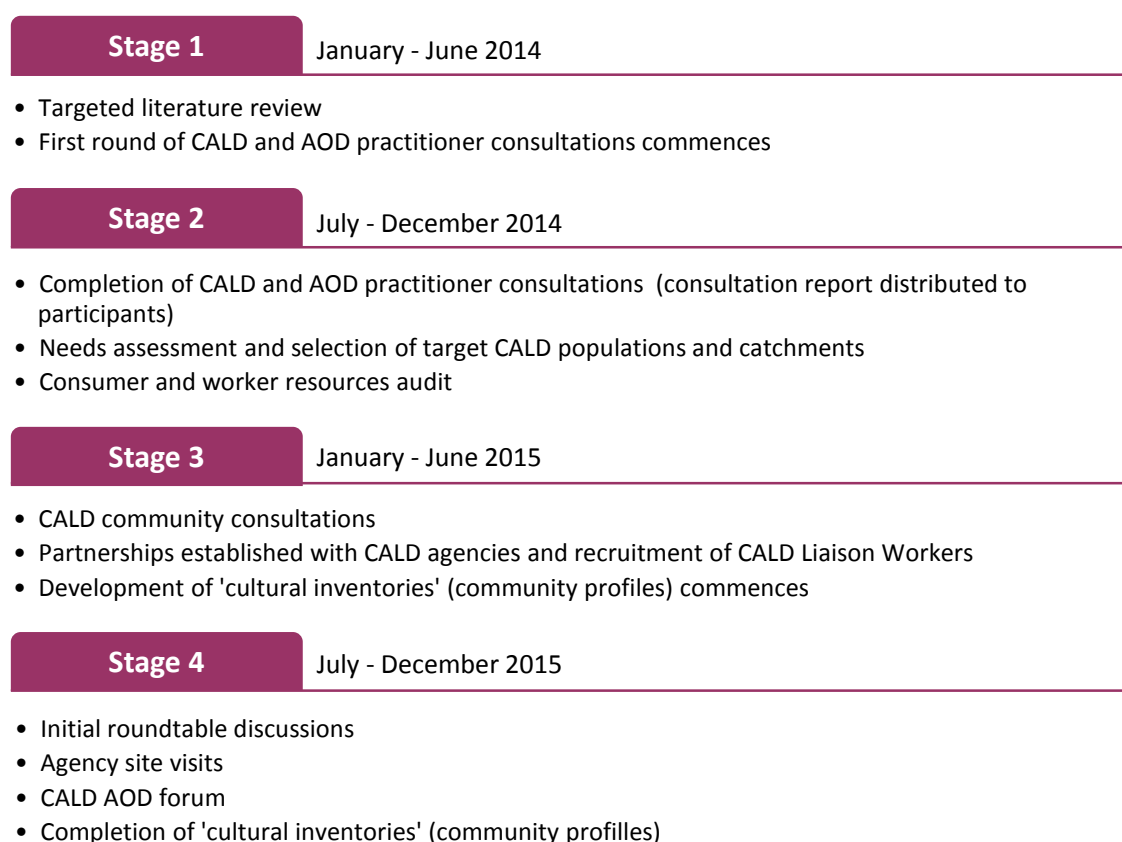 Stage 1
January - June 2014
• Targeted literature review
• First round of CALD and AOD practitioner consultations commences
Stage 2
July - December 2014
• Completion of CALD and AOD practitioner consultations  (consultation report distributed to
participants)
• Needs assessment and selection of target CALD populations and catchments
• Consumer and worker resources audit
Stage 3
January - June 2015
• CALD community consultations
• Partnerships established with CALD agencies and recruitment of CALD Liaison Workers
• Development of 'cultural inventories' (community profiles) commences
Stage 4
July - December 2015
• Initial roundtable discussions
• Agency site visits
• CALD AOD forum
• Completion of 'cultural inventories' (community profilles)